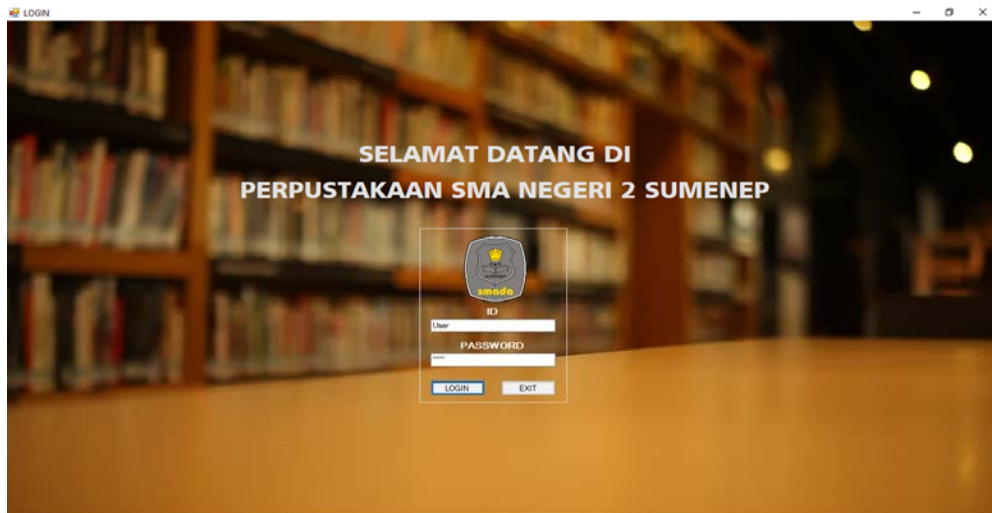 LOGIN
SELAMAT DATANG DI
PERPUSTAKAAN SMA NEGERI 2 SUMENEP
smada
ID
User
PASSWORD
****
LOGIN EXIT